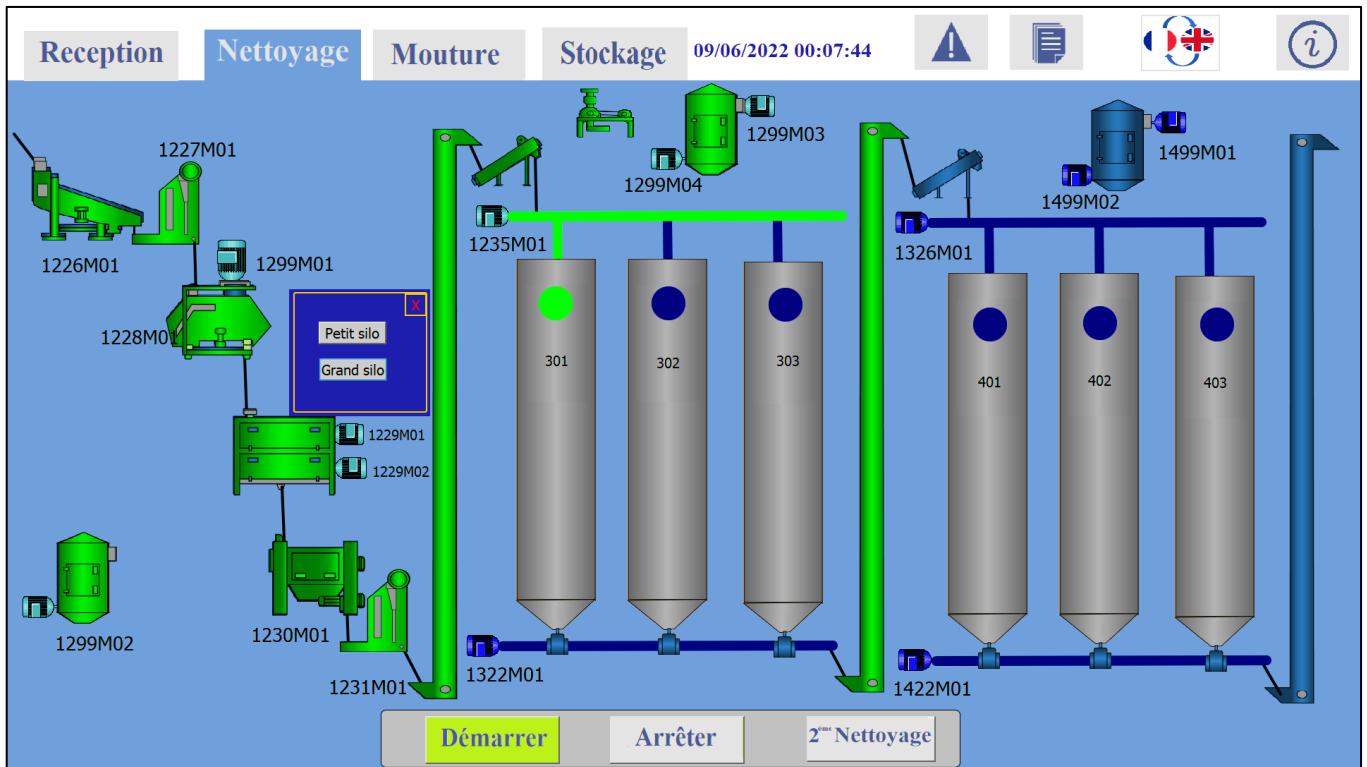 Reception
Nettoyage
Mouture
Stockage
09/06/2022 00:07:44
i
1227M01
1226M01
1299M01
1228M01
X
Petit silo
Grand silo
1229M01
1229M02
1299M02
1230M01
1231M01
1299M03
1299M04
1235M01
301
302
303
1322M01
1499M01
1499M02
1326M01
401
402
403
1422M01
Démarrer
Arrêter
2ème Nettoyage